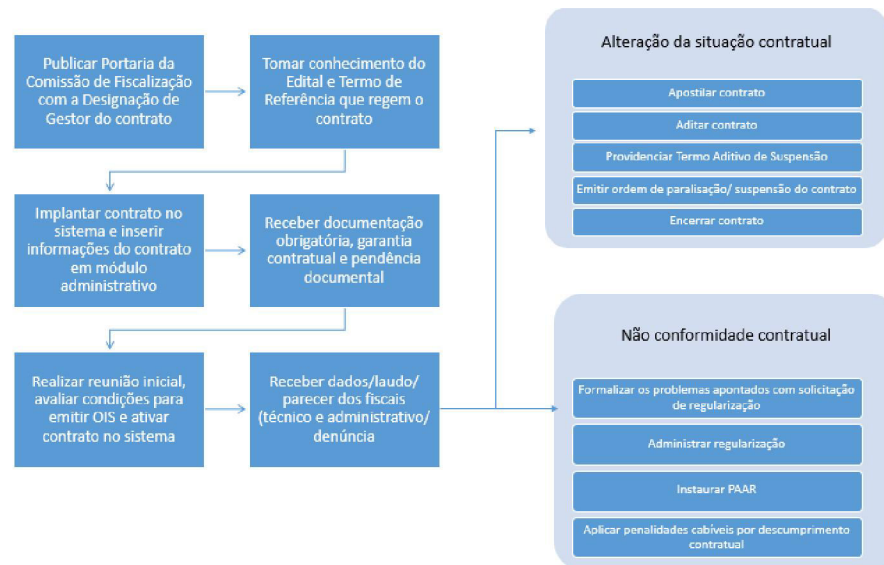 Publicar Portaria da
Comissão de Fiscalização
com a Designação de
Gestor do contrato
Tomar conhecimento do
Edital e Termo de
Referência que regem o
contrato
Implantar contrato no
sistema e inserir
informações do contrato
em módulo
administrativo
Receber documentação
obrigatória, garantia
contratual e pendência
documental
Realizar reunião inicial,
avaliar condições para
emitir OIS e ativar
contrato no sistema
Receber dados/laudo/
parecer dos fiscais
(técnico e administrativo/
denúncia
Alteração da situação contratual
Apostilar contrato
Aditar contrato
Providenciar Termo Aditivo de Suspensão
Emitir ordem de paralisação/ suspensão do contrato
Encerrar contrato
Não conformidade contratual
Formalizar os problemas apontados com solicitação
de regularização
Administrar regularização
Instaurar PAAR
Aplicar penalidades cabíveis por descumprimento
contratual